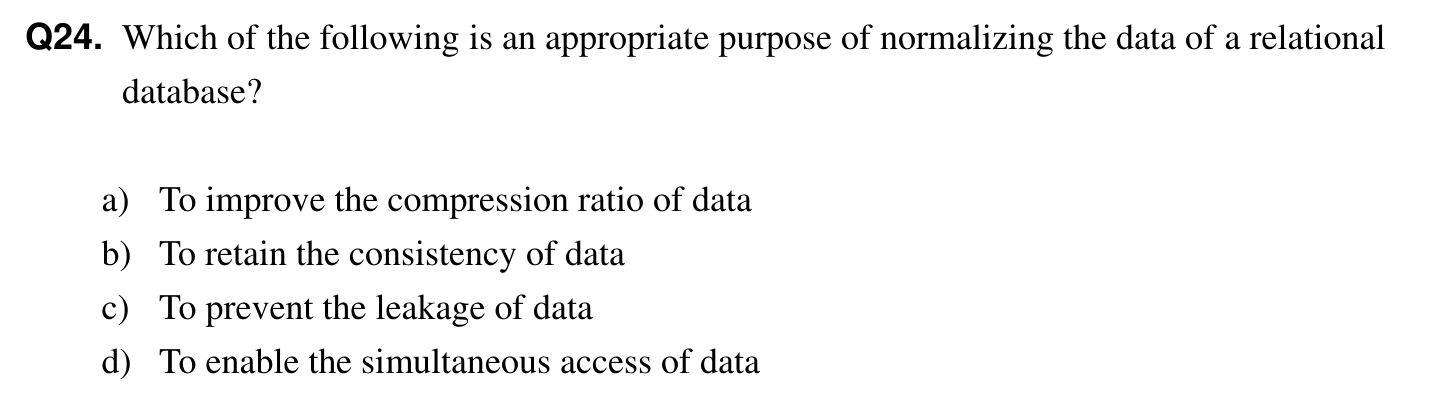 Q24. Which of the following is an appropriate purpose of normalizing the data of a relational
database?
a) To improve the compression ratio of data
b) To retain the consistency of data
c) To prevent the leakage of data
d) To enable the simultaneous access of data